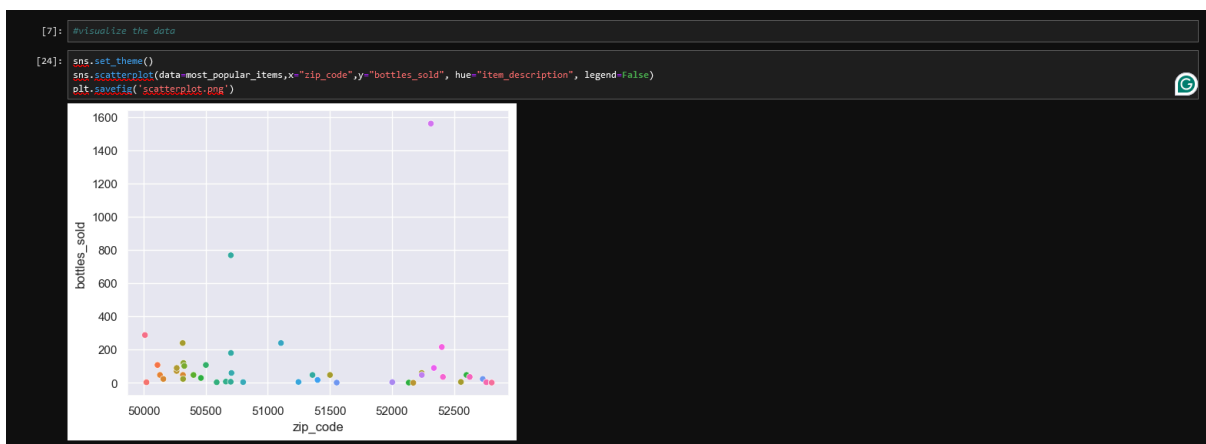 [7]: #visualize the data
[24]: sns.set_theme()
sns.scatterplot(data=most_popular_items,x="zip_code",y="bottles_sold", hue="item_description", legend=False)
plt.savefig('scatterplot.png')
1600
1400
1200
1000
800
600
400
200
0
bottles_sold
50000 50500 51000 51500 52000 52500
zip_code